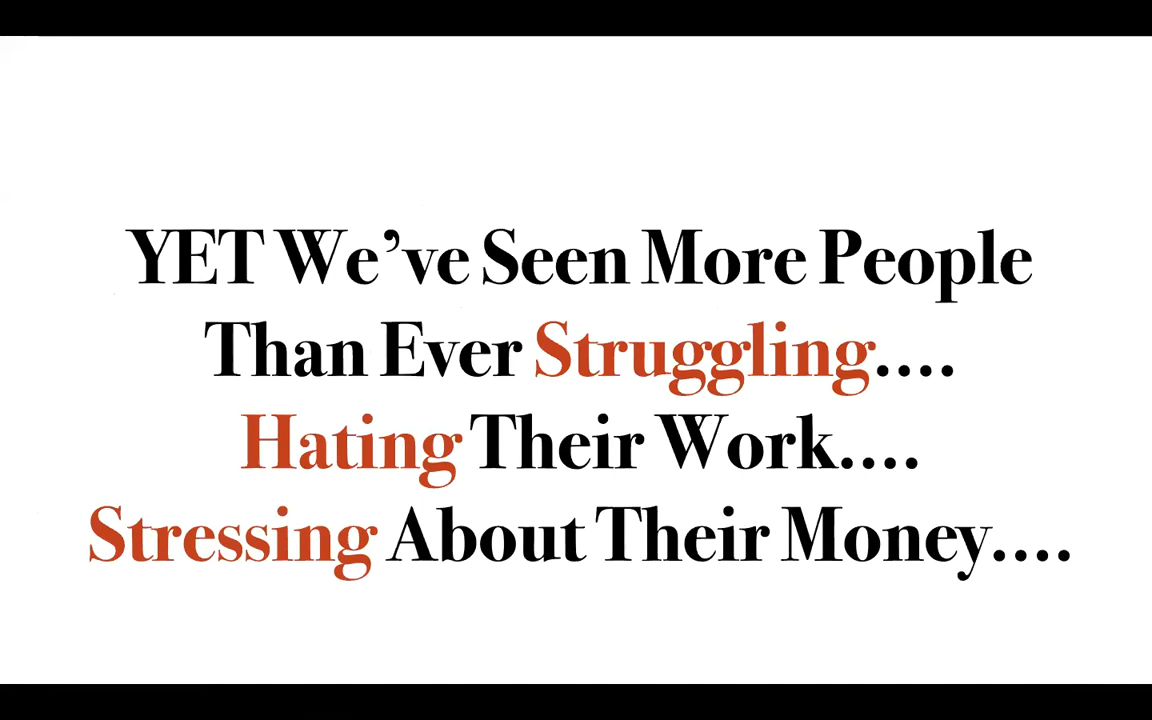 YET We’ve Seen More People
Than Ever Struggling....
Hating Their Work....
Stressing About Their Money....